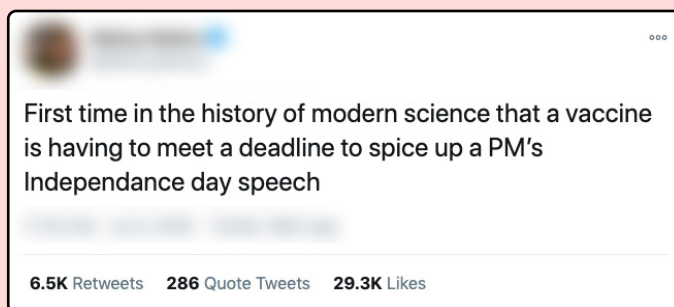 First time in the history of modern science that a vaccine
is having to meet a deadline to spice up a PM's
Independance day speech
6.5K Retweets 286 Quote Tweets 29.3K Likes